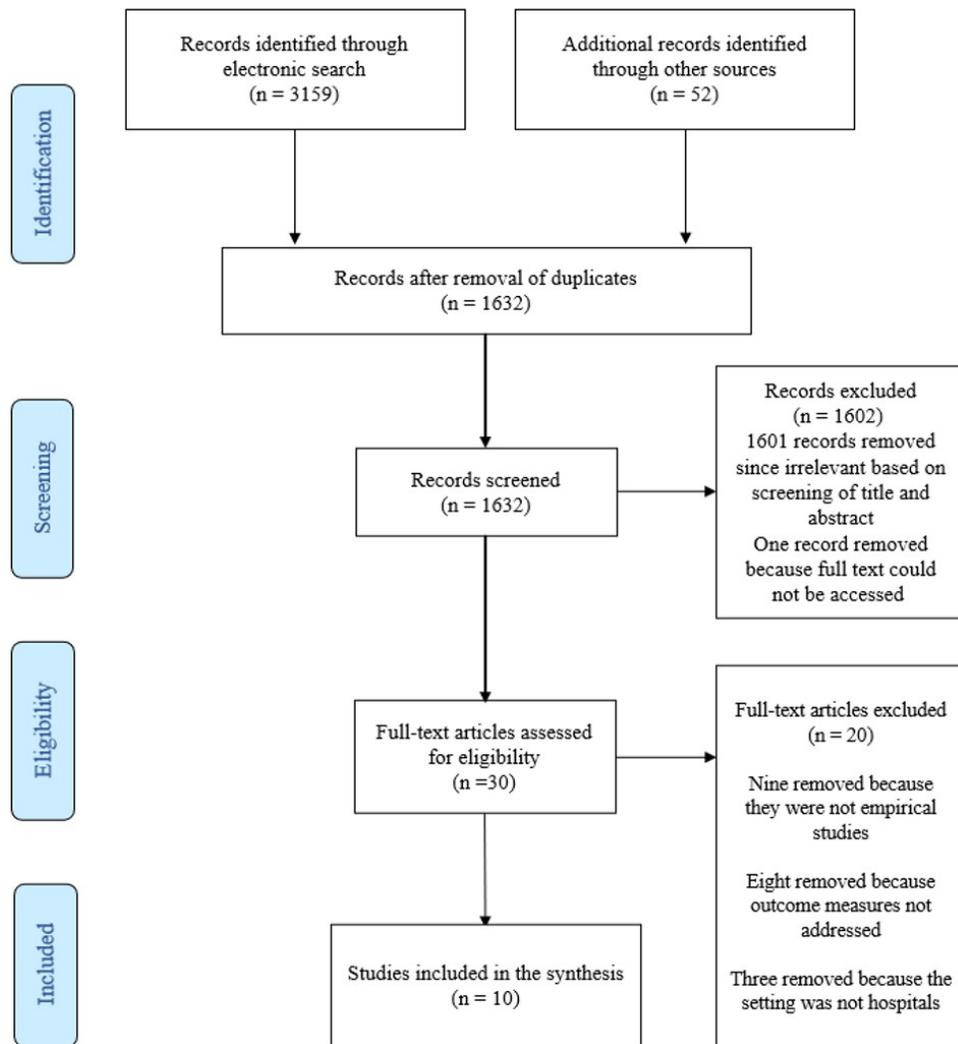 Records identified through
electronic search
(n = 3159)
Additional records identified
through other sources
(n = 52)
Identification
Records after removal of duplicates
(n = 1632)
Screening
Records screened
(n = 1632)
Records excluded
(n = 1602)
1601 records removed
since irrelevant based on
screening of title and
abstract
One record removed
because full text could
not be accessed
Eligibility
Full-text articles assessed
for eligibility
(n =30)
Full-text articles excluded
(n = 20)
Nine removed because
they were not empirical
studies
Eight removed because
outcome measures not
addressed
Three removed because the
setting was not hospitals
Included
Studies included in the synthesis
(n = 10)